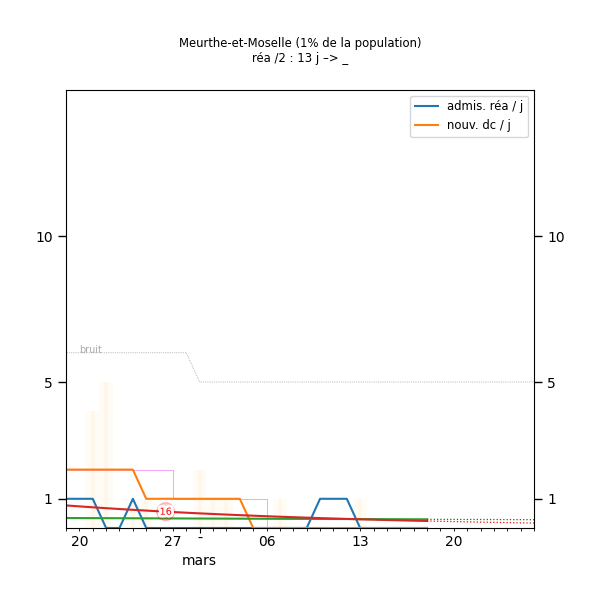 Meurthe-et-Moselle (1% de la population)
réa /2 : 13 j –> _
admis. réa / j
nouv. dc / j
10
10
bruit
5
5
-16
1
1
20
27
-
06
13
20
mars